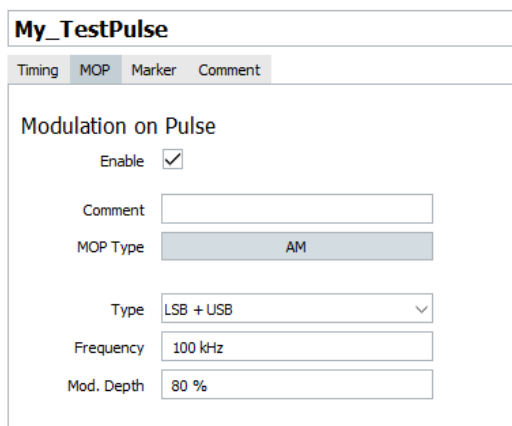 My_TestPulse
Timing MOP Marker Comment
Modulation on Pulse
Enable
Comment
MOP Type AM
Type LSB + USB
Frequency 100 kHz
Mod. Depth 80 %